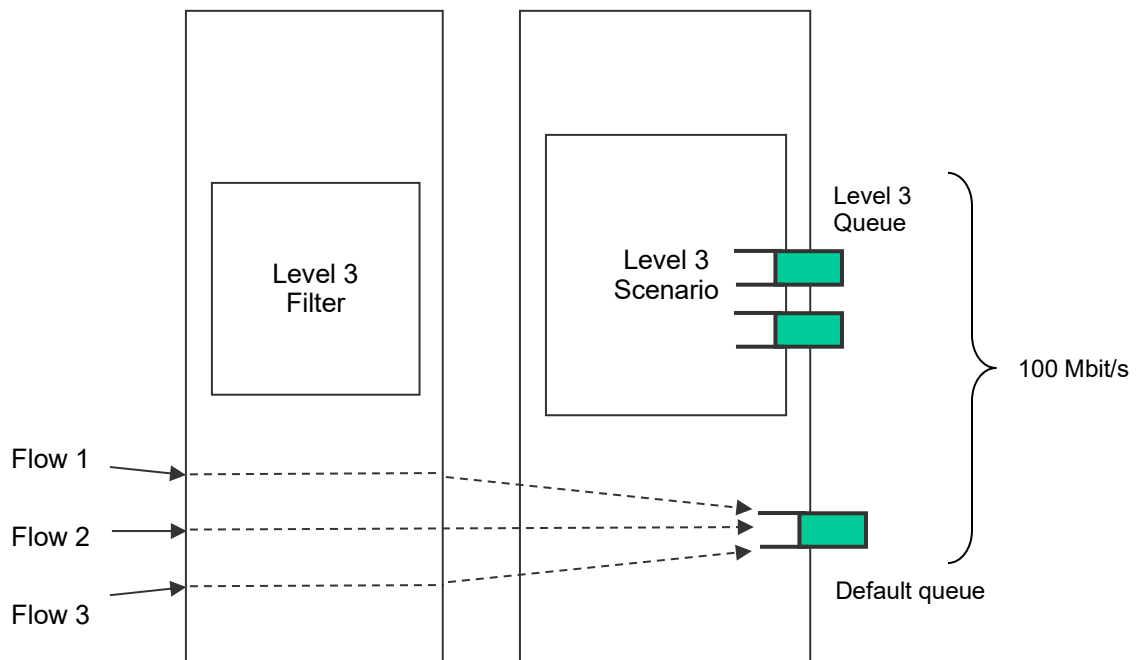 Level 3
Queue
Level 3
Filter
Level 3
Scenario
100 Mbit/s
Flow 1
Flow 2
Flow 3
Default queue